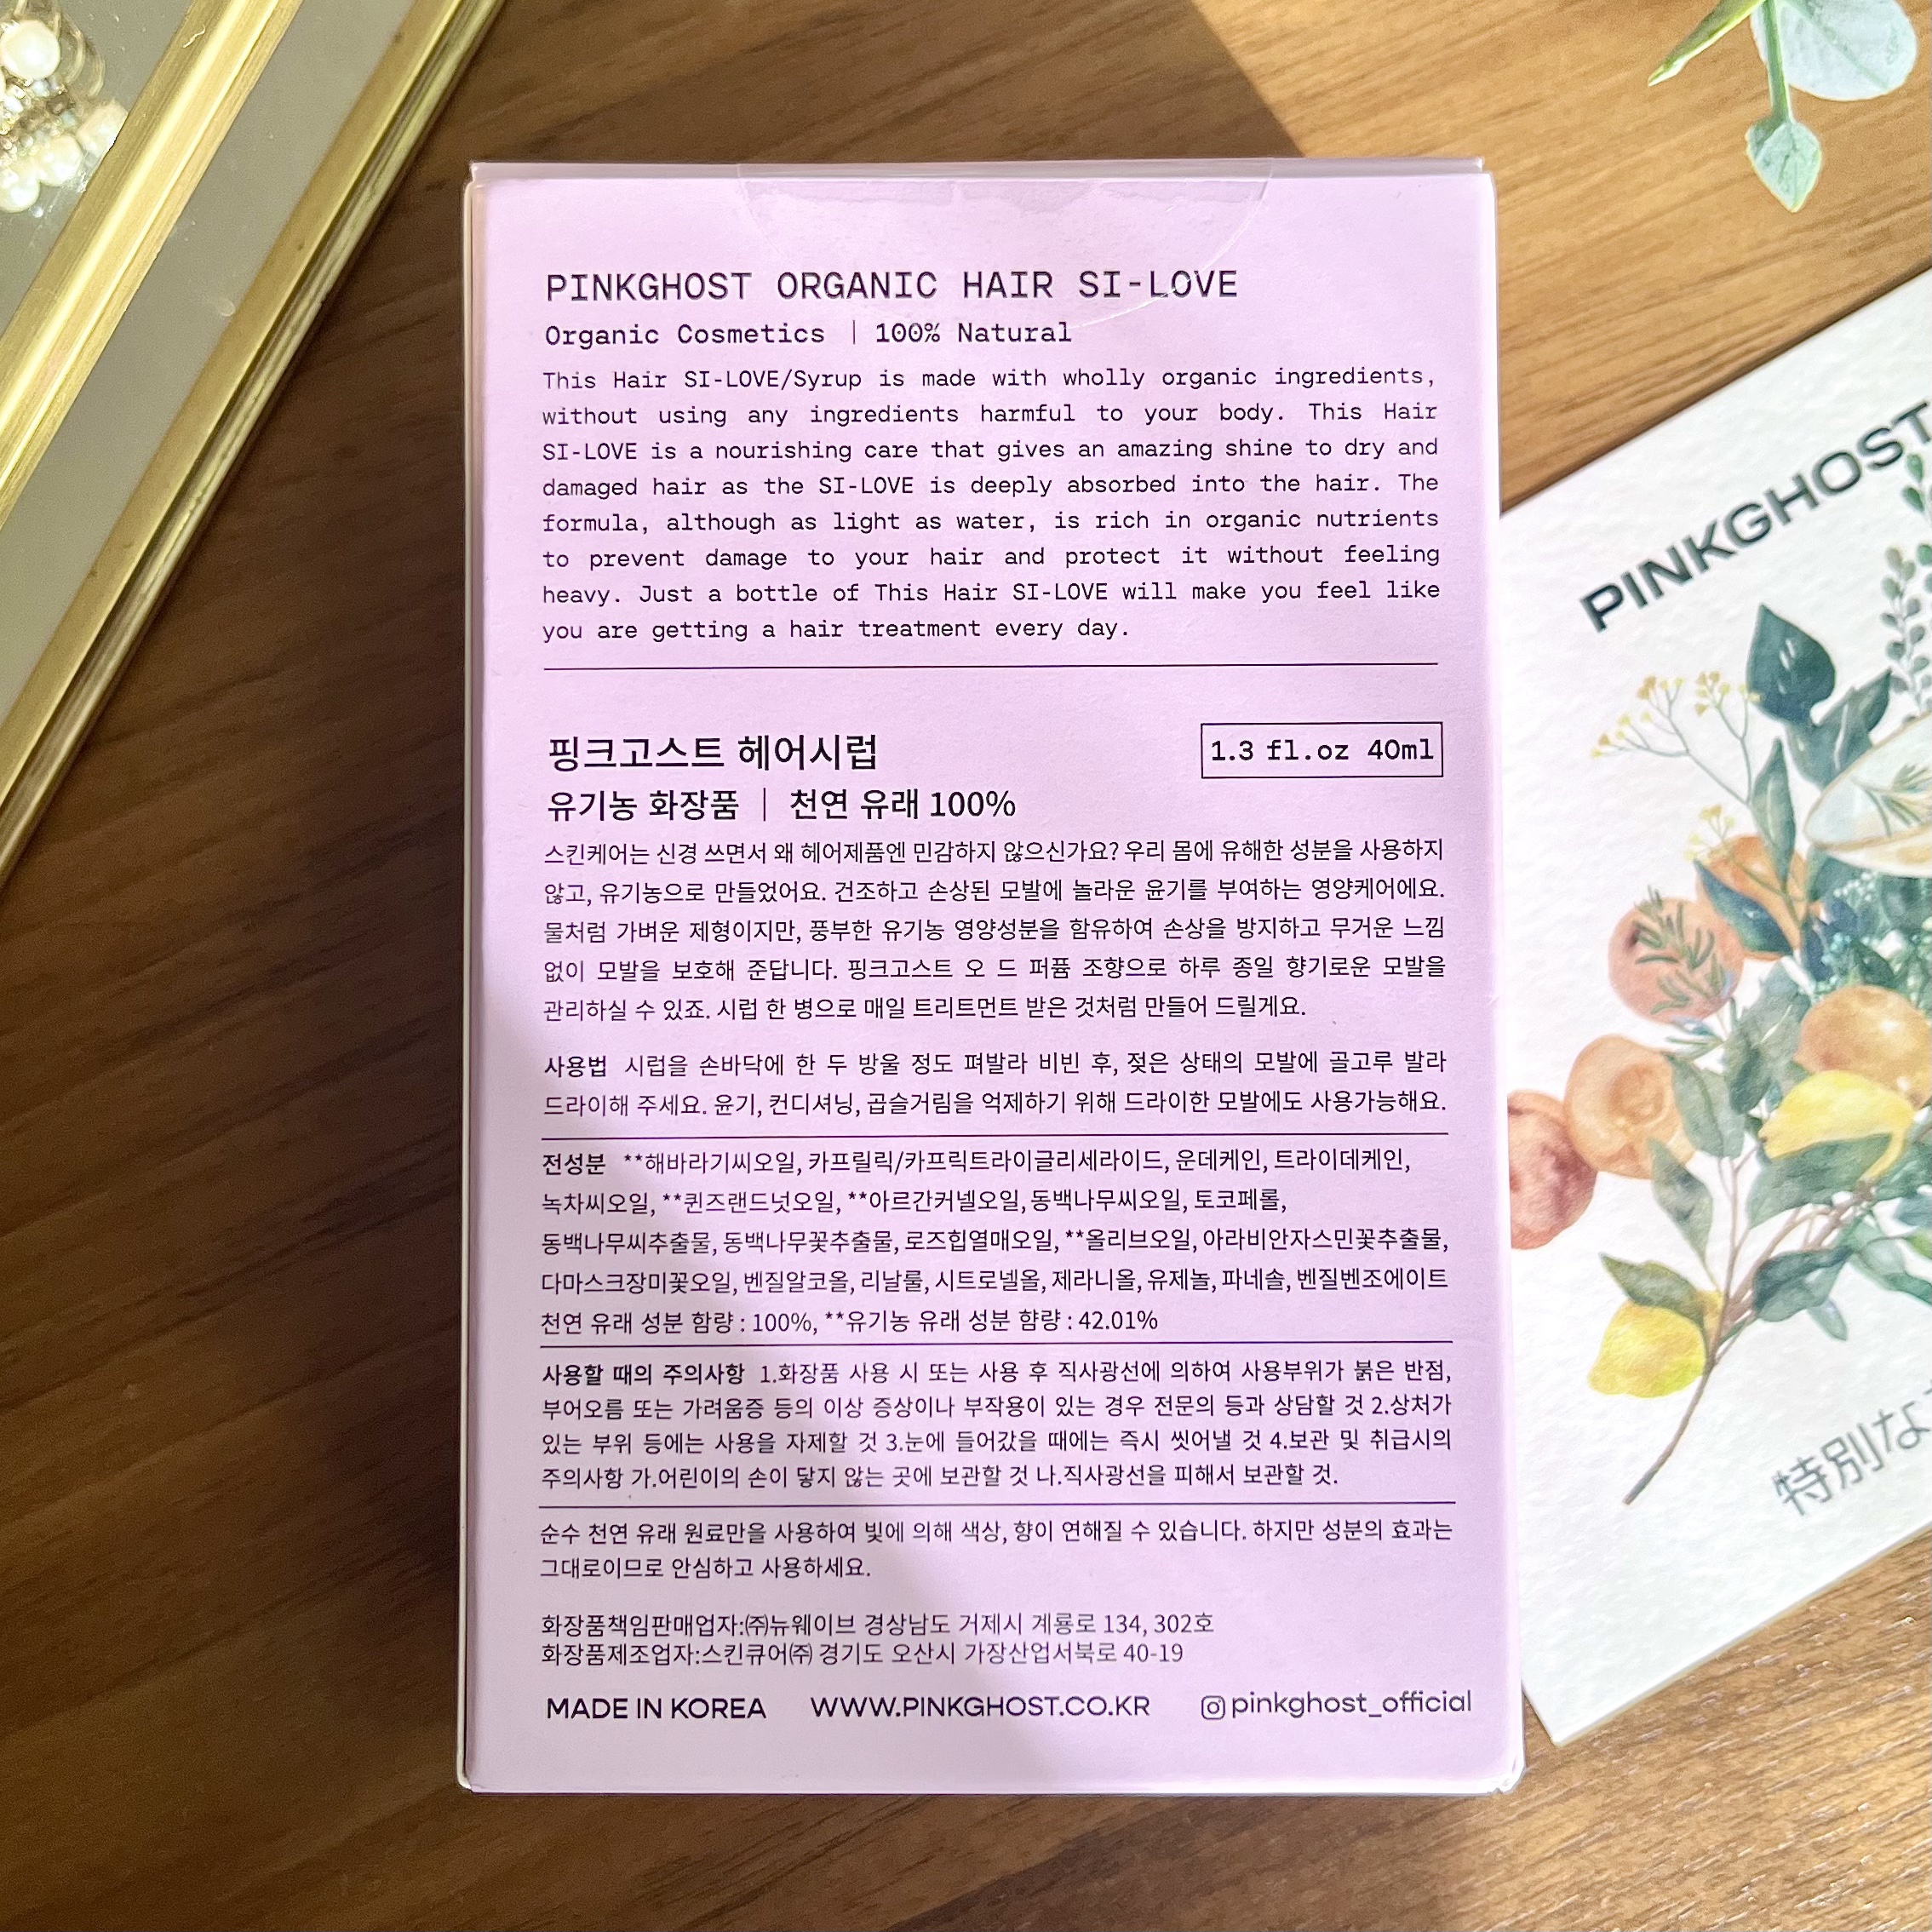 PINKGHOST ORGANIC HAIR SI-LOVE
Organic Cosmetics | 100% Natural
This Hair SI-LOVE/Syrup is made with wholly organic ingredients,
without using any ingredients harmful to your body. This Hair
SI-LOVE is a nourishing care that gives an amazing shine to dry and
damaged hair as the SI-LOVE is deeply absorbed into the hair. The
formula, although as light as water, is rich in organic nutrients
to prevent damage to your hair and protect it without feeling
heavy. Just a bottle of This Hair SI-LOVE will make you feel like
you are getting a hair treatment every day.
핑크고스트 헤어시럽
1.3 fl.oz 40ml
유기농 화장품 | 천연 유래 100%
스킨케어는 신경 쓰면서 왜 헤어제품엔 민감하지 않으신가요? 우리 몸에 유해한 성분을 사용하지
않고, 유기농으로 만들었어요. 건조하고 손상된 모발에 놀라운 윤기를 부여하는 영양케어에요.
물처럼 가벼운 제형이지만, 풍부한 유기농 영양성분을 함유하여 손상을 방지하고 무거운 느낌
없이 모발을 보호해 준답니다. 핑크고스트 오 드 퍼퓸 조향으로 하루 종일 향기로운 모발을
관리하실 수 있죠. 시럽 한 병으로 매일 트리트먼트 받은 것처럼 만들어 드릴게요.
사용법 시럽을 손바닥에 한 두 방울 정도 펴발라 비빈 후, 젖은 상태의 모발에 골고루 발라
드라이해 주세요. 윤기, 컨디셔닝, 곱슬거림을 억제하기 위해 드라이한 모발에도 사용가능해요.
전성분 **해바라기씨오일, 카프릴릭/카프릭트라이글리세라이드, 운데케인, 트라이데케인,
녹차씨오일, **퀸즈랜드넛오일, **아르간커넬오일, 동백나무씨오일, 토코페롤,
동백나무씨추출물, 동백나무꽃추출물, 로즈힙열매오일, **올리브오일, 아라비안자스민꽃추출물,
다마스크장미꽃오일, 벤질알코올, 리날룰, 시트로넬올, 제라니올, 유제놀, 파네솔, 벤질벤조에이트
천연 유래 성분 함량 : 100%, **유기농 유래 성분 함량 : 42.01%
사용할 때의 주의사항 1.화장품 사용 시 또는 사용 후 직사광선에 의하여 사용부위가 붉은 반점,
부어오름 또는 가려움증 등의 이상 증상이나 부작용이 있는 경우 전문의 등과 상담할 것 2.상처가
있는 부위 등에는 사용을 자제할 것 3.눈에 들어갔을 때에는 즉시 씻어낼 것 4.보관 및 취급시의
주의사항 가.어린이의 손이 닿지 않는 곳에 보관할 것 나.직사광선을 피해서 보관할 것.
순수 천연 유래 원료만을 사용하여 빛에 의해 색상, 향이 연해질 수 있습니다. 하지만 성분의 효과는
그대로이므로 안심하고 사용하세요.
화장품책임판매업자:㈜뉴웨이브 경상남도 거제시 계룡로 134, 302호
화장품제조업자:스킨큐어㈜ 경기도 오산시 가장산업서북로 40-19
MADE IN KOREA WWW.PINKGHOST.CO.KR pinkghost_official
PINKGHOST
特別な